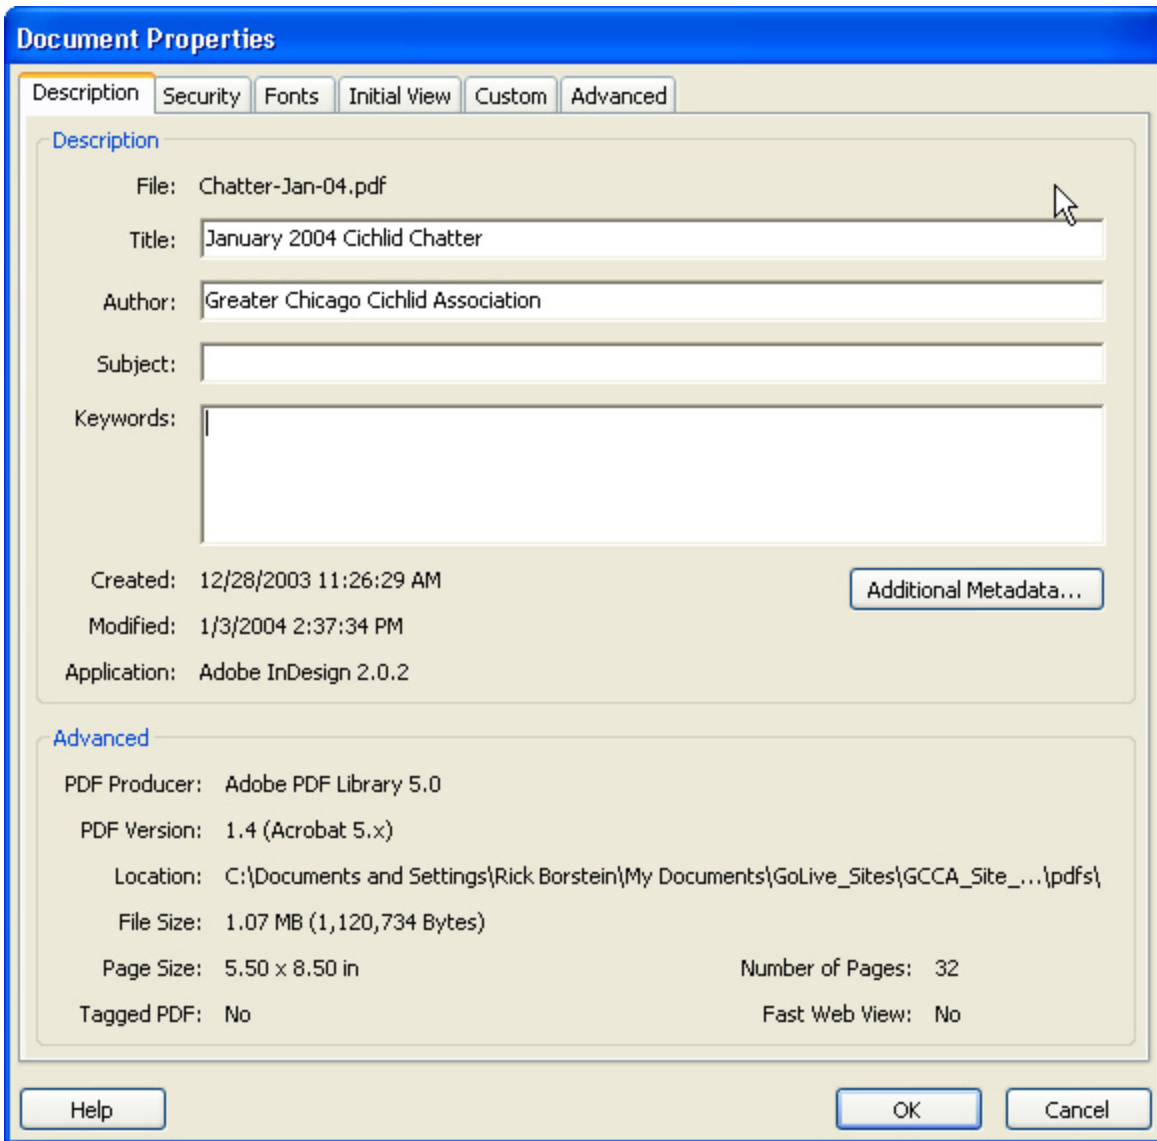 Document Properties
Description Security Fonts Initial View Custom Advanced
Description
File: Chatter-Jan-04.pdf
Title: January 2004 Cichlid Chatter
Author: Greater Chicago Cichlid Association
Subject:
Keywords:
Created: 12/28/2003 11:26:29 AM
Additional Metadata...
Modified: 1/3/2004 2:37:34 PM
Application: Adobe InDesign 2.0.2
Advanced
PDF Producer: Adobe PDF Library 5.0
PDF Version: 1.4 (Acrobat 5.x)
Location: C:\Documents and Settings\Rick Borstein\My Documents\GoLive_Sites\GCCA_Site_...\pdfs\
File Size: 1.07 MB (1,120,734 Bytes)
Page Size: 5.50 x 8.50 in Number of Pages: 32
Tagged PDF: No Fast Web View: No
Help OK Cancel